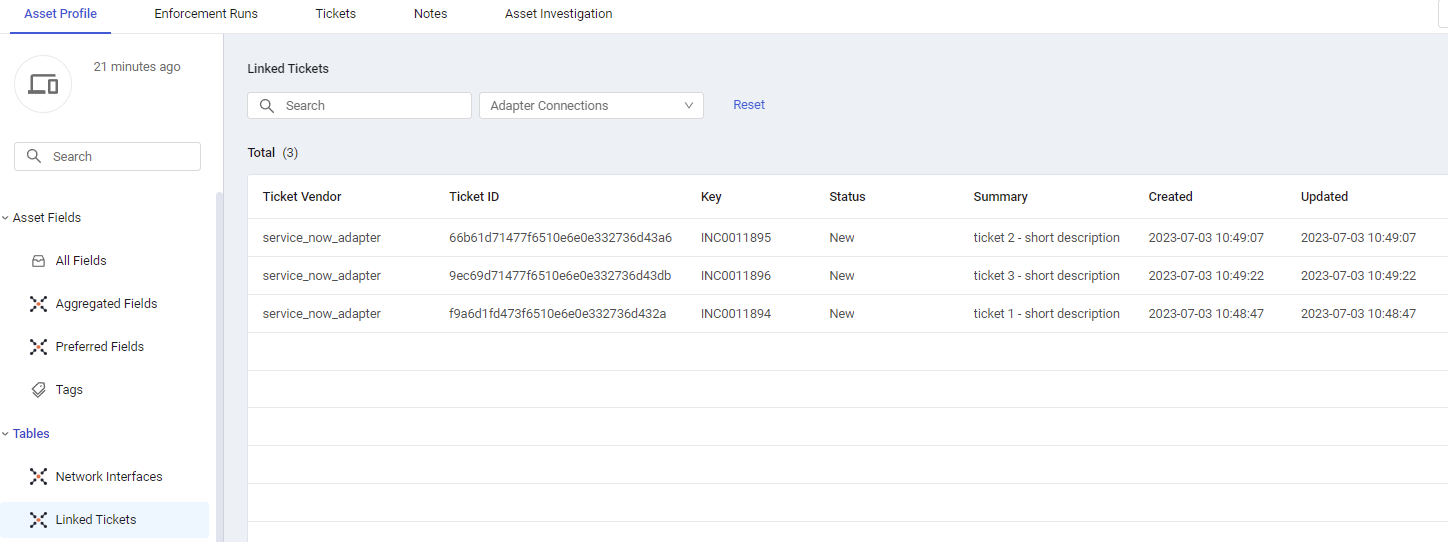 Asset Profile Enforcement Runs Tickets Notes Asset Investigation
21 minutes ago
Search
Asset Fields
All Fields
Aggregated Fields
Preferred Fields
Tags
Tables
Network Interfaces
Linked Tickets
Linked Tickets
Search Adapter Connections Reset
Total (3)
Ticket Vendor Ticket ID Key Status Summary Created Updated
service_now_adapter 66b61d71477f6510e6e0e332736d43a6 INC0011895 New ticket 2 - short description 2023-07-03 10:49:07 2023-07-03 10:49:07
service_now_adapter 9ec69d71477f6510e6e0e332736d43db INC0011896 New ticket 3 - short description 2023-07-03 10:49:22 2023-07-03 10:49:22
service_now_adapter f9a6d1fd473f6510e6e0e332736d432a INC0011894 New ticket 1 - short description 2023-07-03 10:48:47 2023-07-03 10:48:47